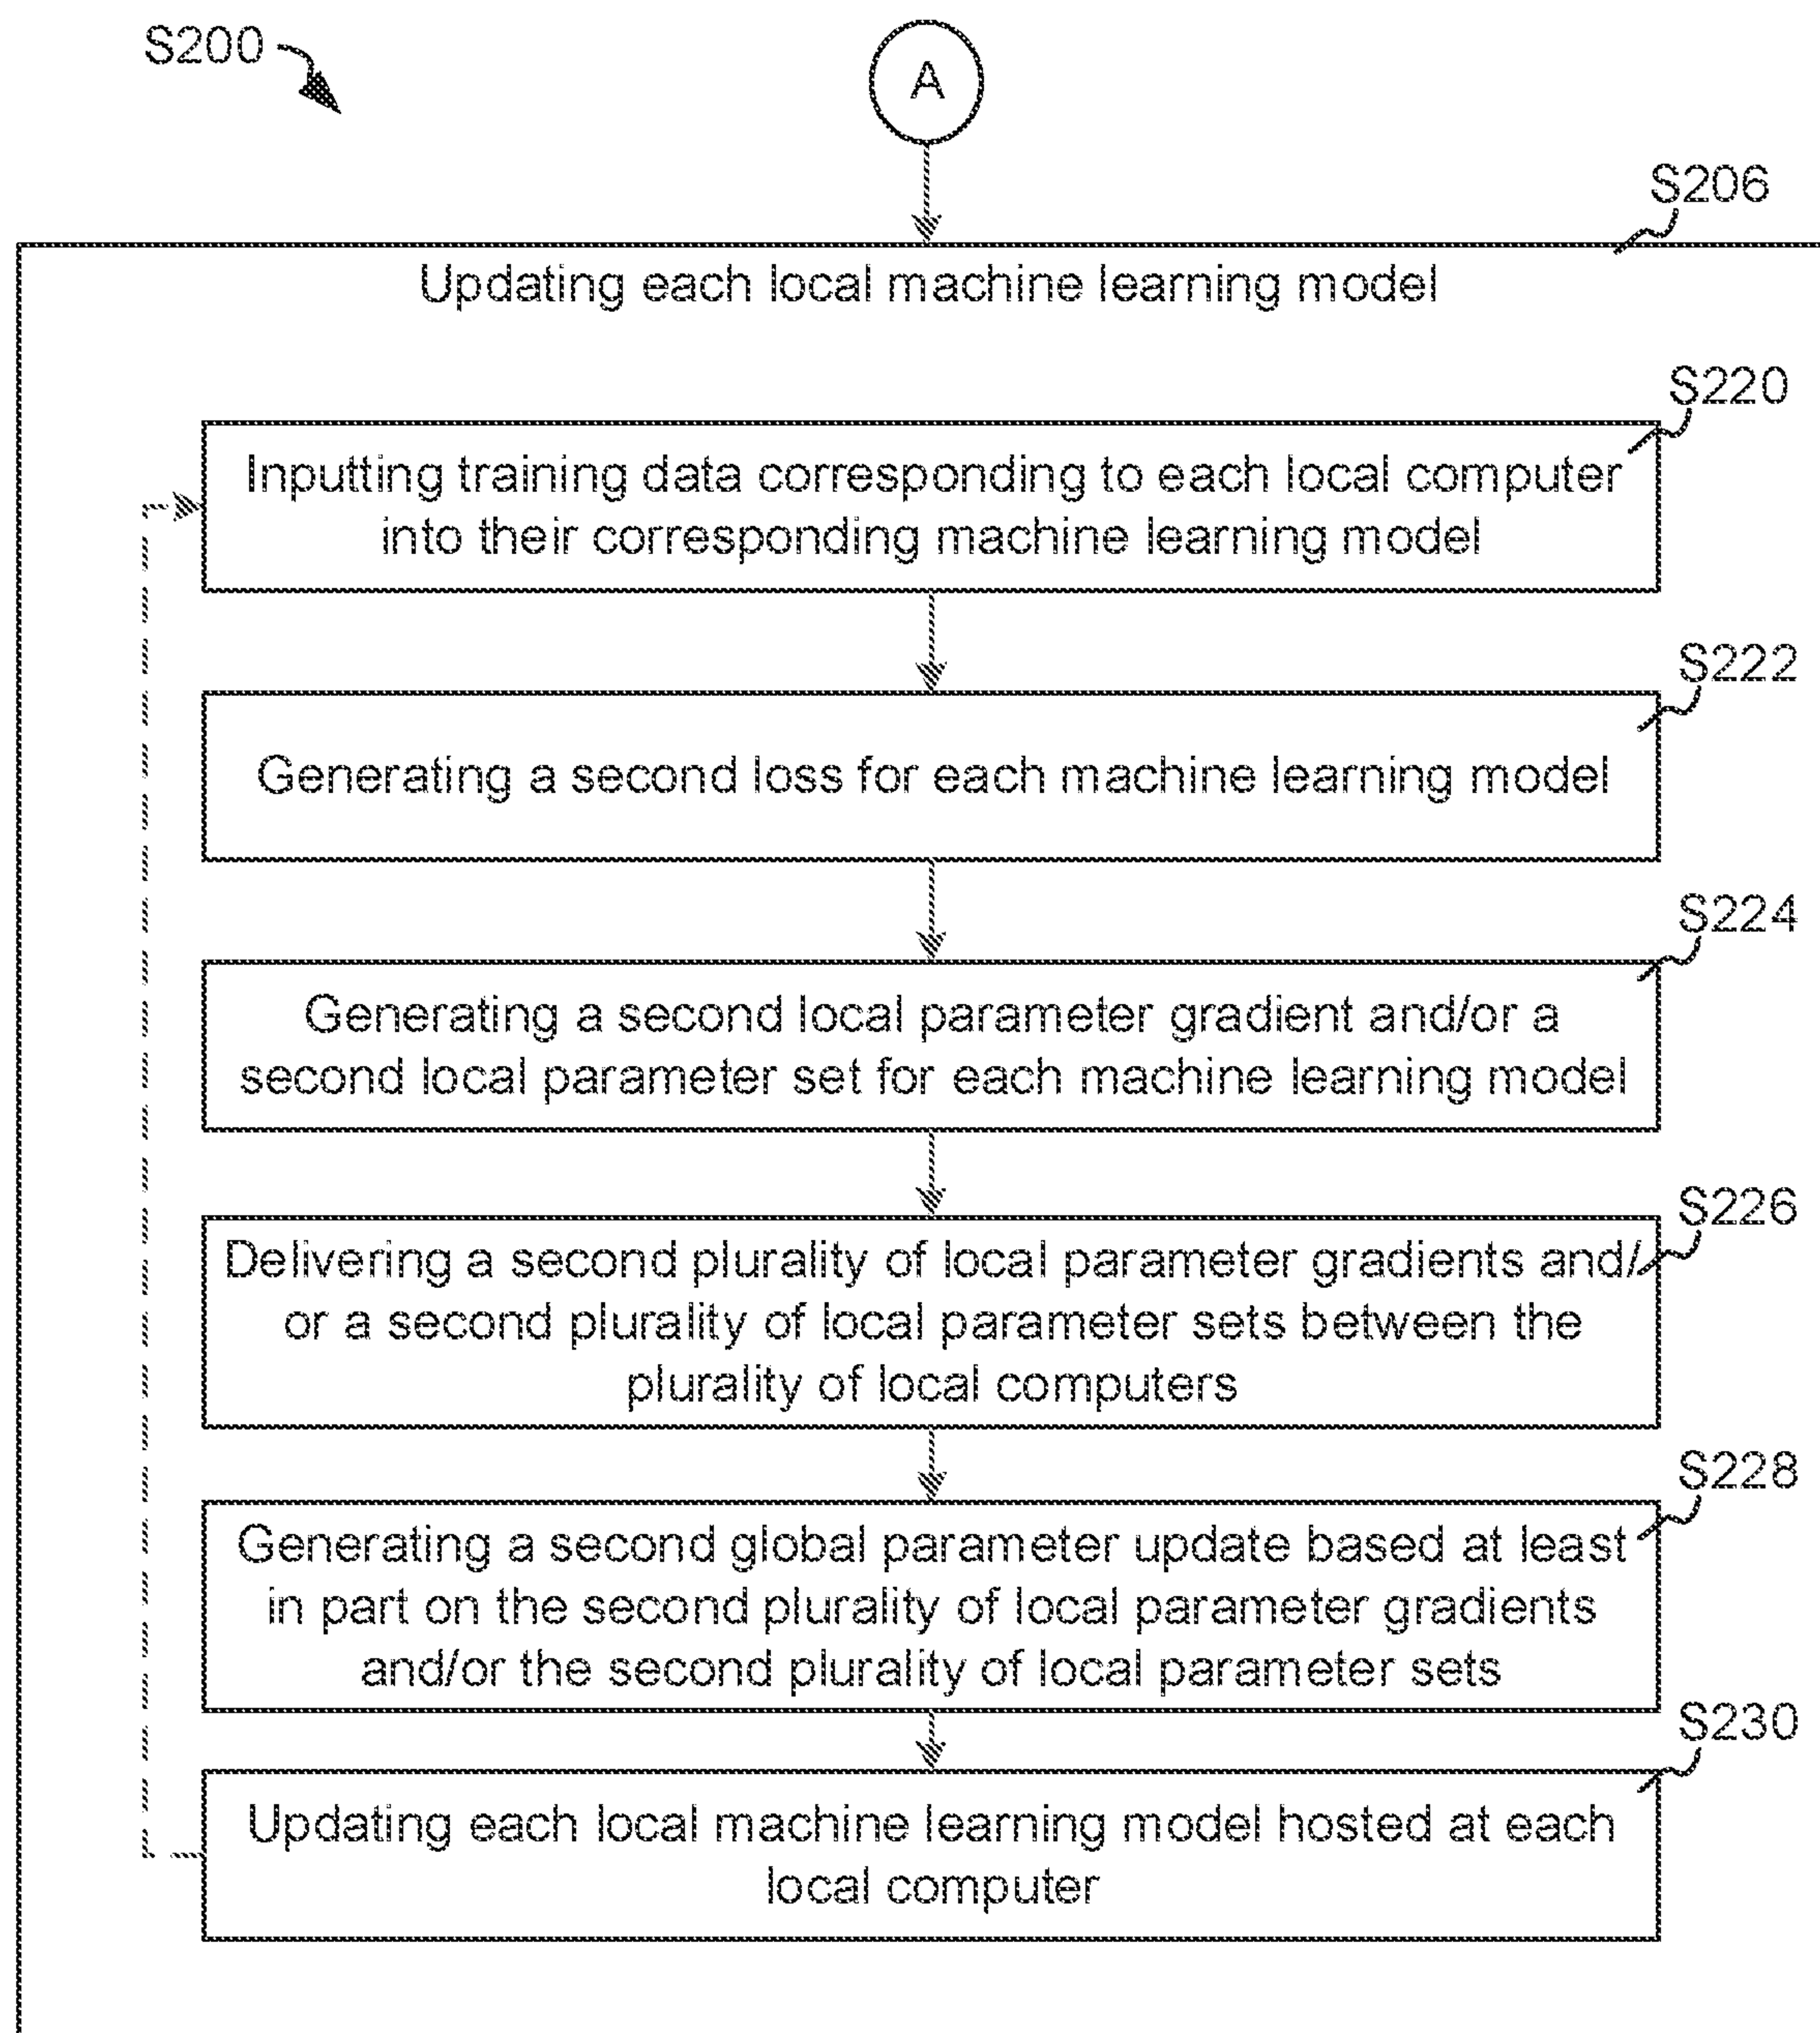 S200
A
S206
Updating each local machine learning model
S220
Inputting training data corresponding to each local computer
into their corresponding machine learning model
S222
Generating a second loss for each machine learning model
S224
Generating a second local parameter gradient and/or a
second local parameter set for each machine learning model
S226
Delivering a second plurality of local parameter gradients and/
or a second plurality of local parameter sets between the
plurality of local computers
S228
Generating a second global parameter update based at least
in part on the second plurality of local parameter gradients
and/or the second plurality of local parameter sets
S230
Updating each local machine learning model hosted at each
local computer